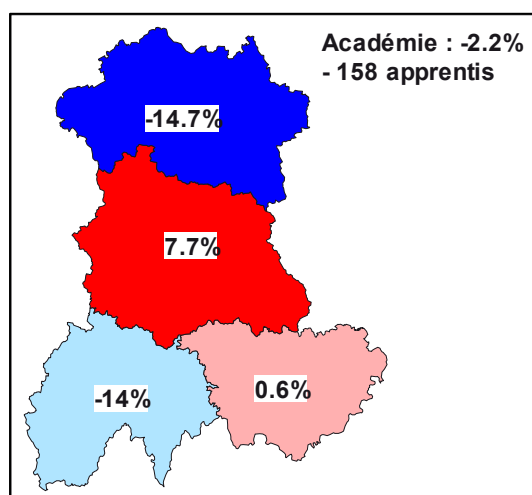 Académie : -2.2%
- 158 apprentis
-14.7%
7.7%
-14%
0.6%